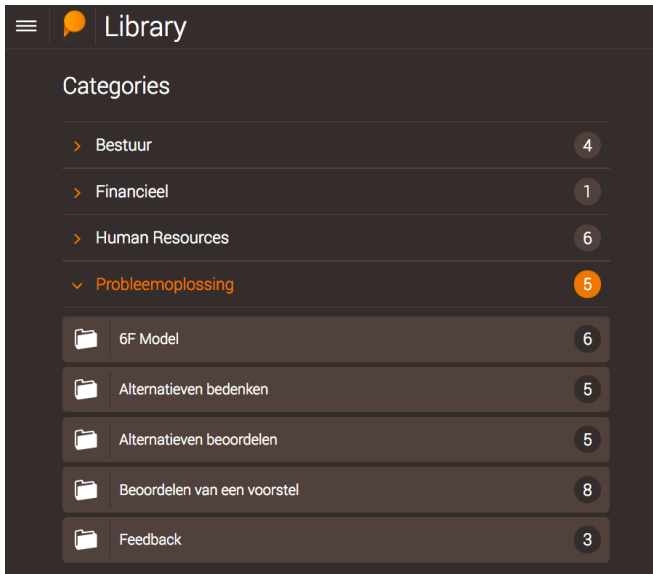 Library
Categories
Bestuur 4
Financieel 1
Human Resources 6
Probleemoplossing 5
6F Model 6
Alternatieven bedenken 5
Alternatieven beoordelen 5
Beoordelen van een voorstel 8
Feedback 3